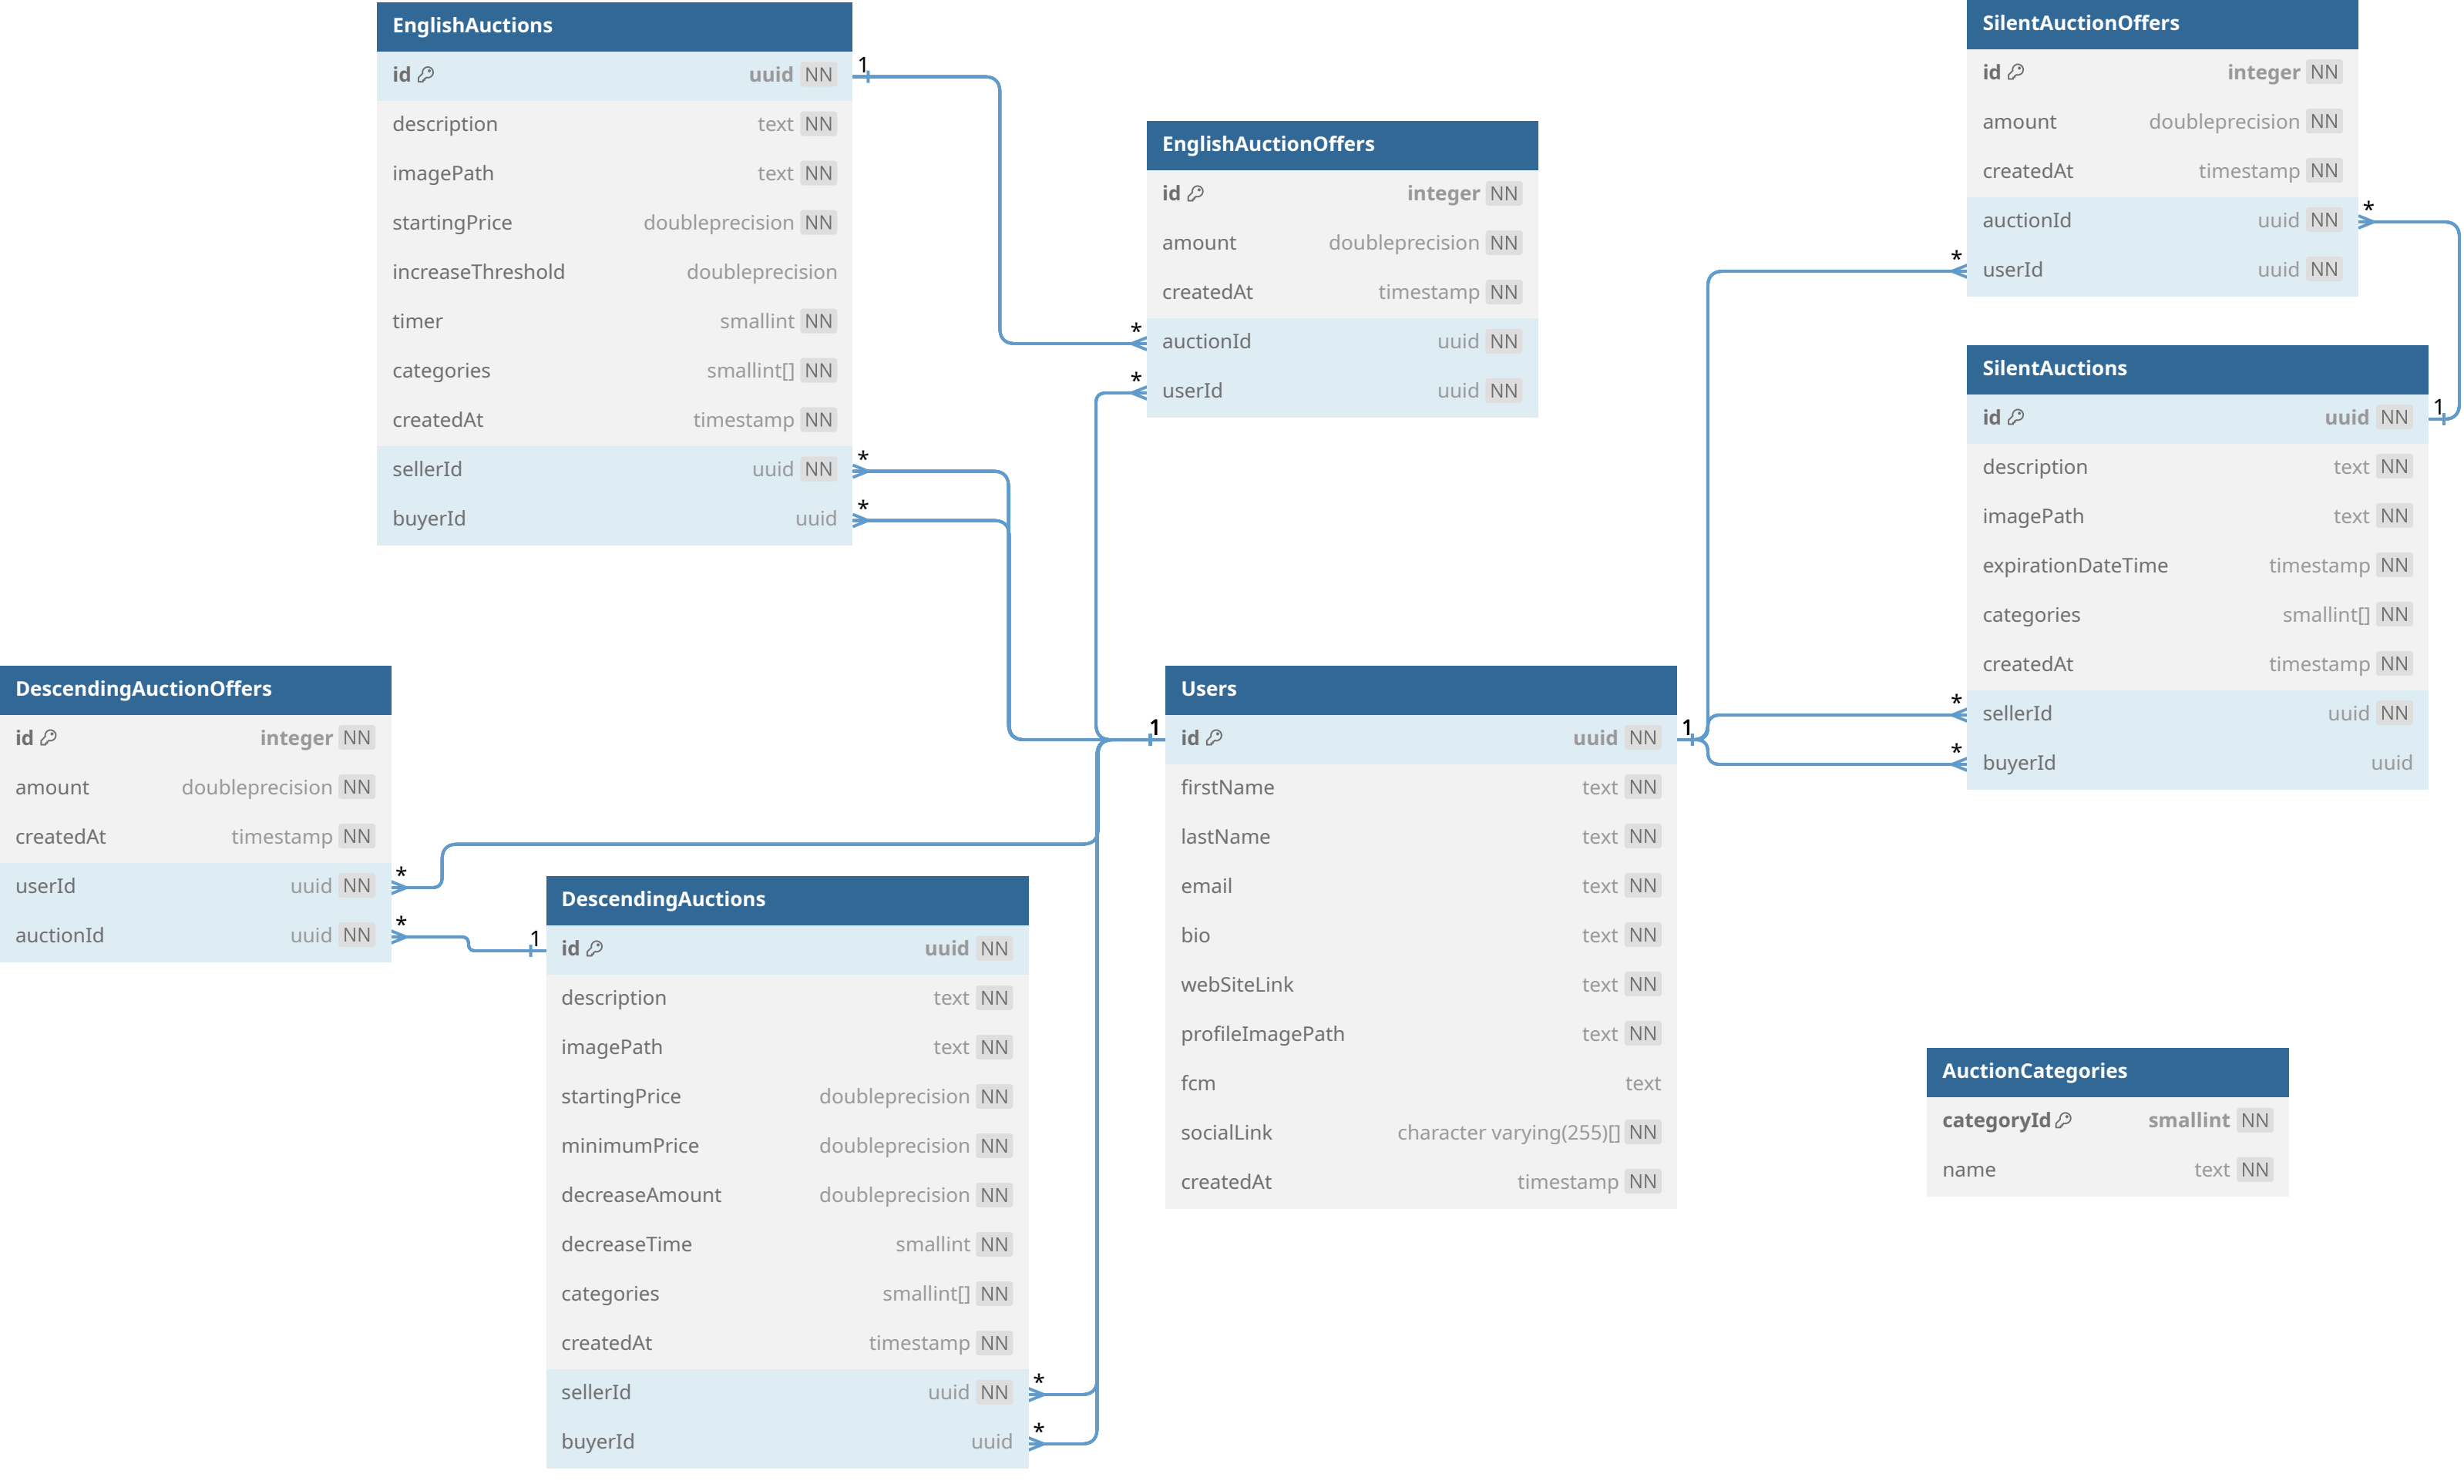 EnglishAuctions
id uuid NN
description text NN
imagePath text NN
startingPrice doubleprecision NN
increaseThreshold doubleprecision
timer smallint NN
categories smallint[] NN
createdAt timestamp NN
sellerId uuid NN
buyerId uuid
1
*
*
EnglishAuctionOffers
id integer NN
amount doubleprecision NN
createdAt timestamp NN
auctionId uuid NN
userId uuid NN
*
*
SilentAuctionOffers
id integer NN
amount doubleprecision NN
createdAt timestamp NN
auctionId uuid NN
userId uuid NN
*
*
SilentAuctions
id uuid NN
description text NN
imagePath text NN
expirationDateTime timestamp NN
categories smallint[] NN
createdAt timestamp NN
sellerId uuid NN
buyerId uuid
1
*
*
DescendingAuctionOffers
id integer NN
amount doubleprecision NN
createdAt timestamp NN
userId uuid NN
auctionId uuid NN
*
*
DescendingAuctions
id uuid NN
description text NN
imagePath text NN
startingPrice doubleprecision NN
minimumPrice doubleprecision NN
decreaseAmount doubleprecision NN
decreaseTime smallint NN
categories smallint[] NN
createdAt timestamp NN
sellerId uuid NN
buyerId uuid
1
*
*
Users
id uuid NN
firstName text NN
lastName text NN
email text NN
bio text NN
webSiteLink text NN
profileImagePath text NN
fcm text
socialLink character varying(255)[] NN
createdAt timestamp NN
1
1
AuctionCategories
categoryId smallint NN
name text NN